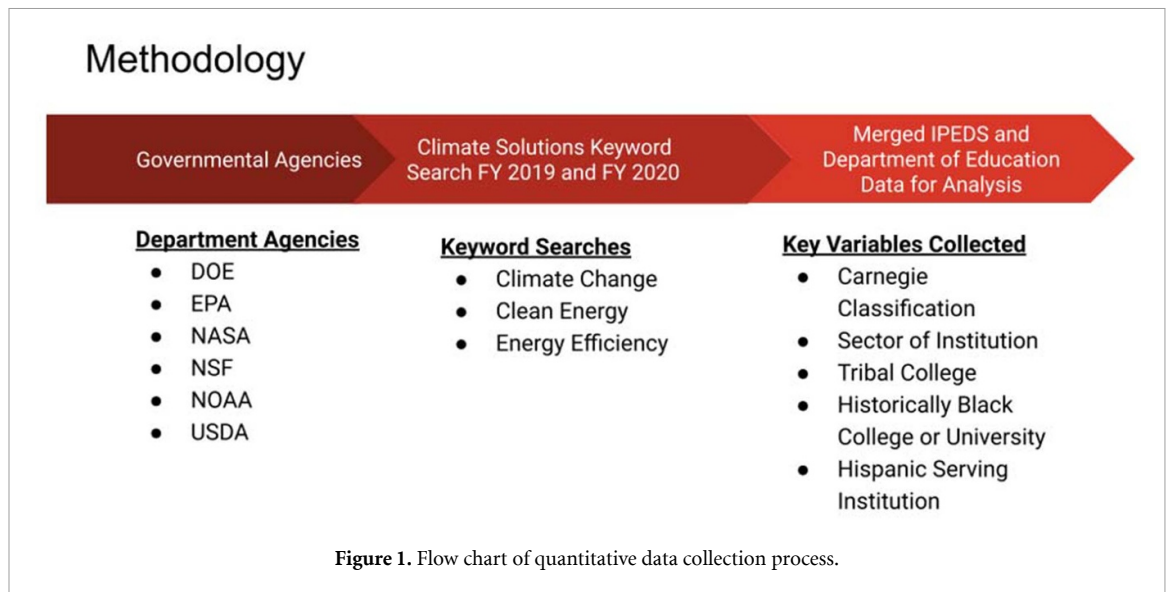 Methodology
Governmental Agencies
Climate Solutions Keyword
Search FY 2019 and FY 2020
Merged IPEDS and
Department of Education
Data for Analysis
Department Agencies
● DOE
● EPA
● NASA
● NSF
● NOAA
● USDA
Keyword Searches
● Climate Change
● Clean Energy
● Energy Efficiency
Key Variables Collected
● Carnegie
Classification
● Sector of Institution
● Tribal College
● Historically Black
College or University
● Hispanic Serving
Institution
Figure 1. Flow chart of quantitative data collection process.